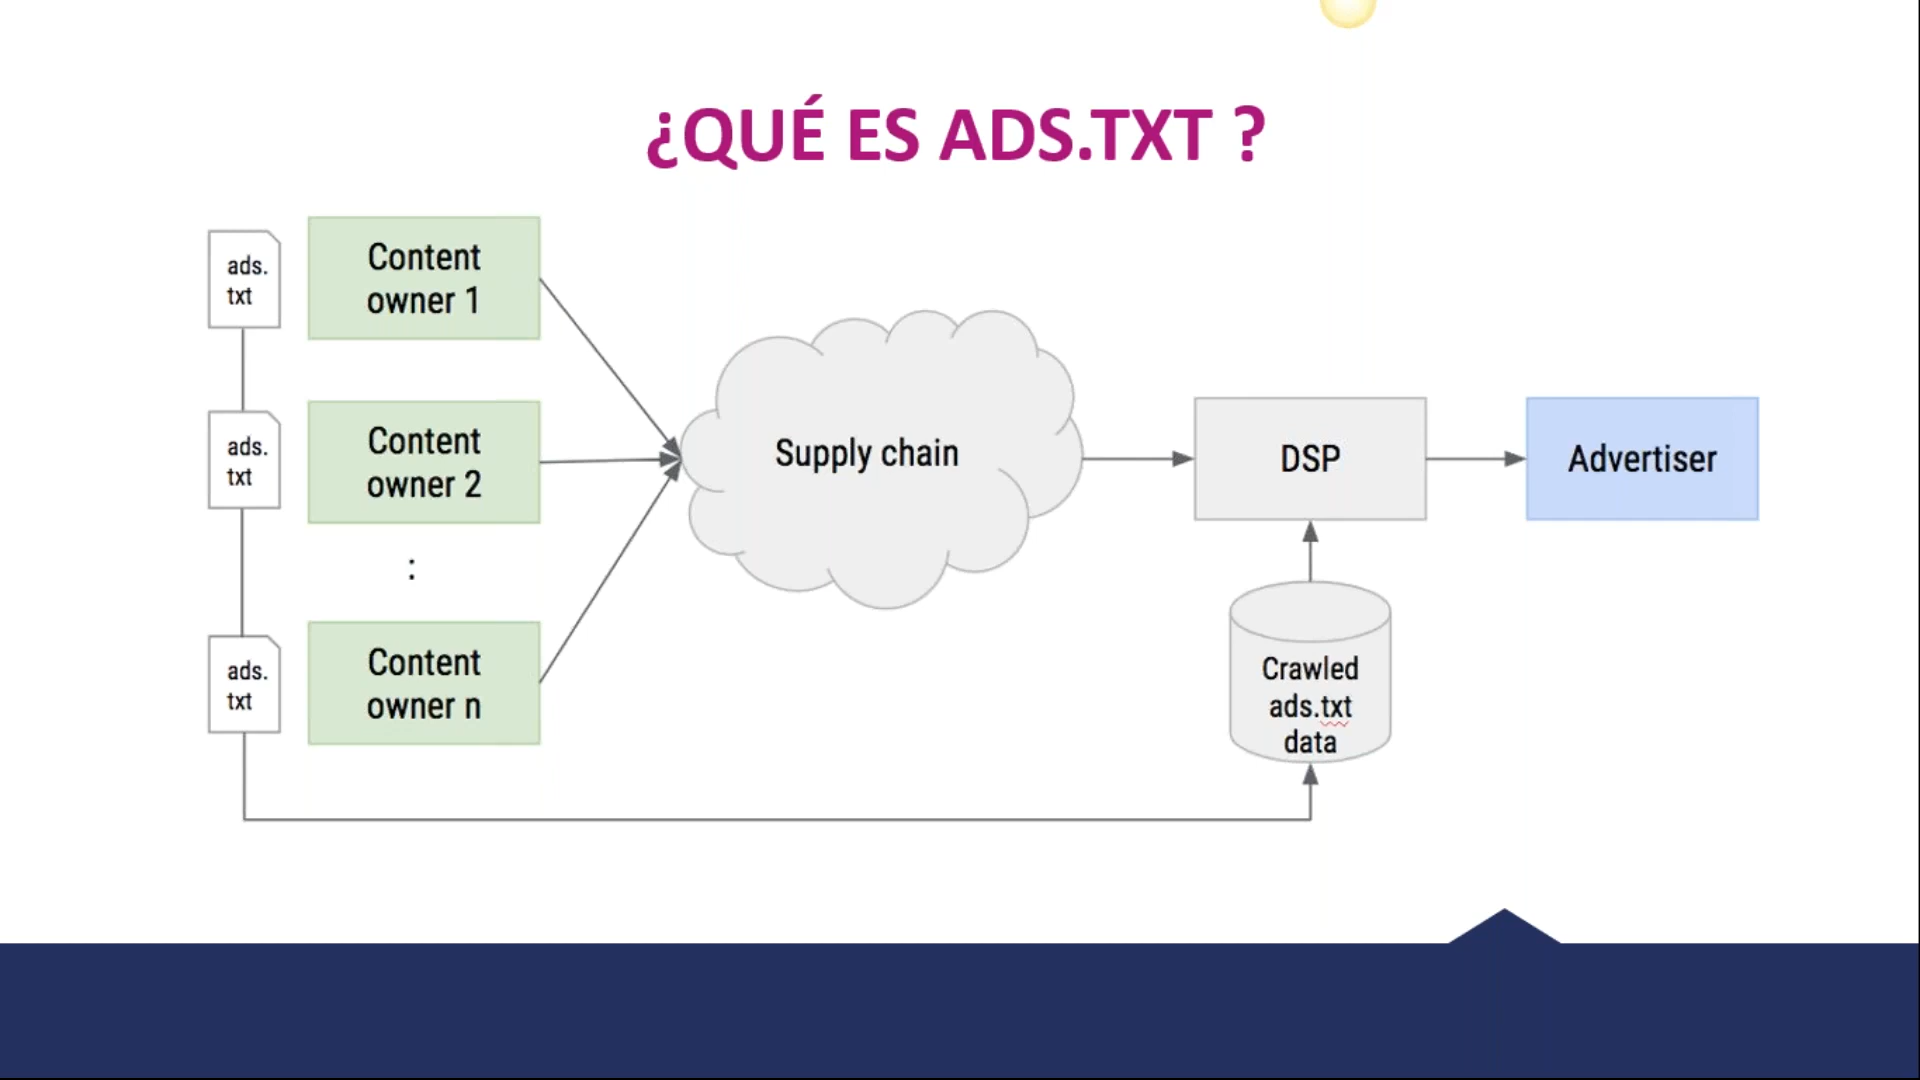 ¿QUÉ ES ADS.TXT ?
ads.
txt
Content
owner 1
ads.
txt
Content
owner 2
:
ads.
txt
Content
owner n
Supply chain
DSP
Advertiser
Crawled
ads.txt
data